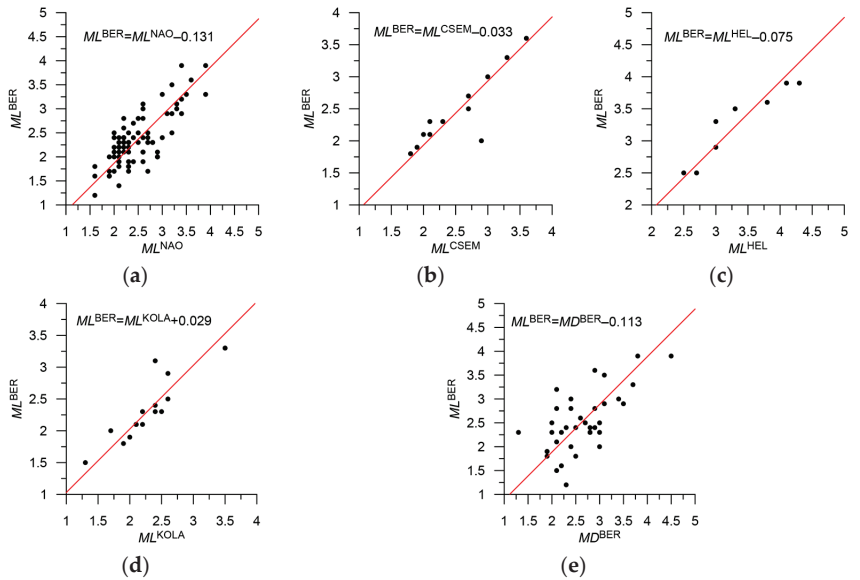 5
4.5
4
3.5
3
2.5
2
1.5
1
ML^BER
ML^BER=ML^NAO–0.131
1 1.5 2 2.5 3 3.5 4 4.5 5
ML^NAO
(a)
4
3.5
3
2.5
2
1.5
1
ML^BER
ML^BER=ML^CSEM–0.033
1 1.5 2 2.5 3 3.5 4
ML^CSEM
(b)
5
4.5
4
3.5
3
2.5
2
ML^BER
ML^BER=ML^HEL–0.075
2 2.5 3 3.5 4 4.5 5
ML^HEL
(c)
4
3.5
3
2.5
2
1.5
1
ML^BER
ML^BER=ML^KOLA+0.029
1 1.5 2 2.5 3 3.5 4
ML^KOLA
(d)
5
4.5
4
3.5
3
2.5
2
1.5
1
ML^BER
ML^BER=MD^BER–0.113
1 1.5 2 2.5 3 3.5 4 4.5 5
MD^BER
(e)